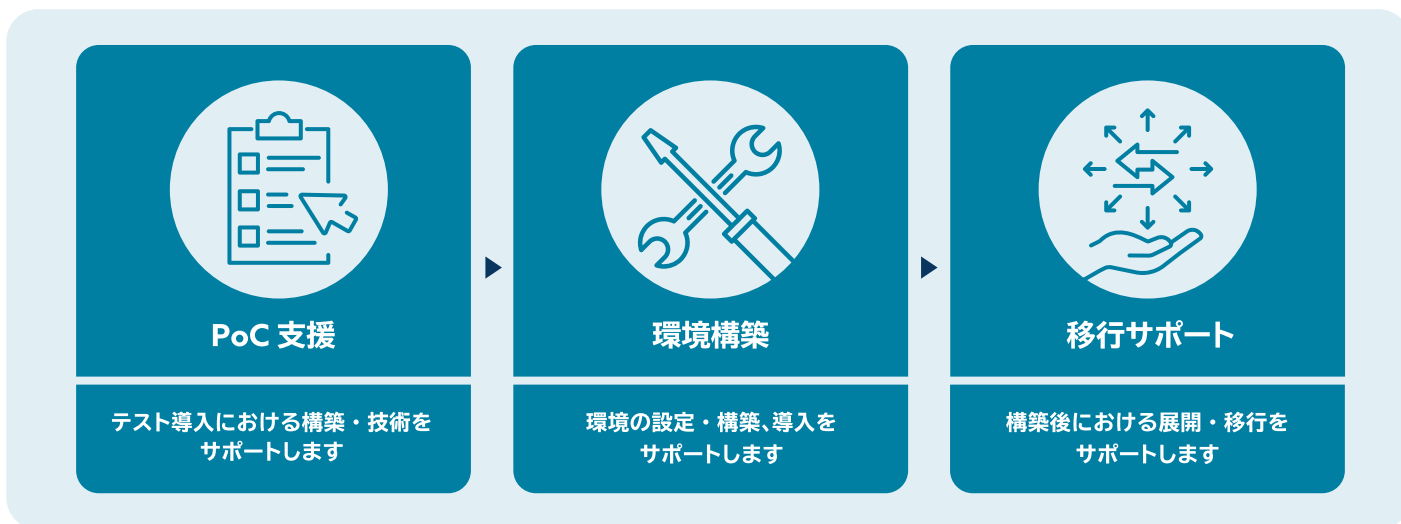 PoC 支援
テスト導入における構築・技術を
サポートします
環境構築
環境の設定・構築、導入を
サポートします
移行サポート
構築後における展開・移行を
サポートします